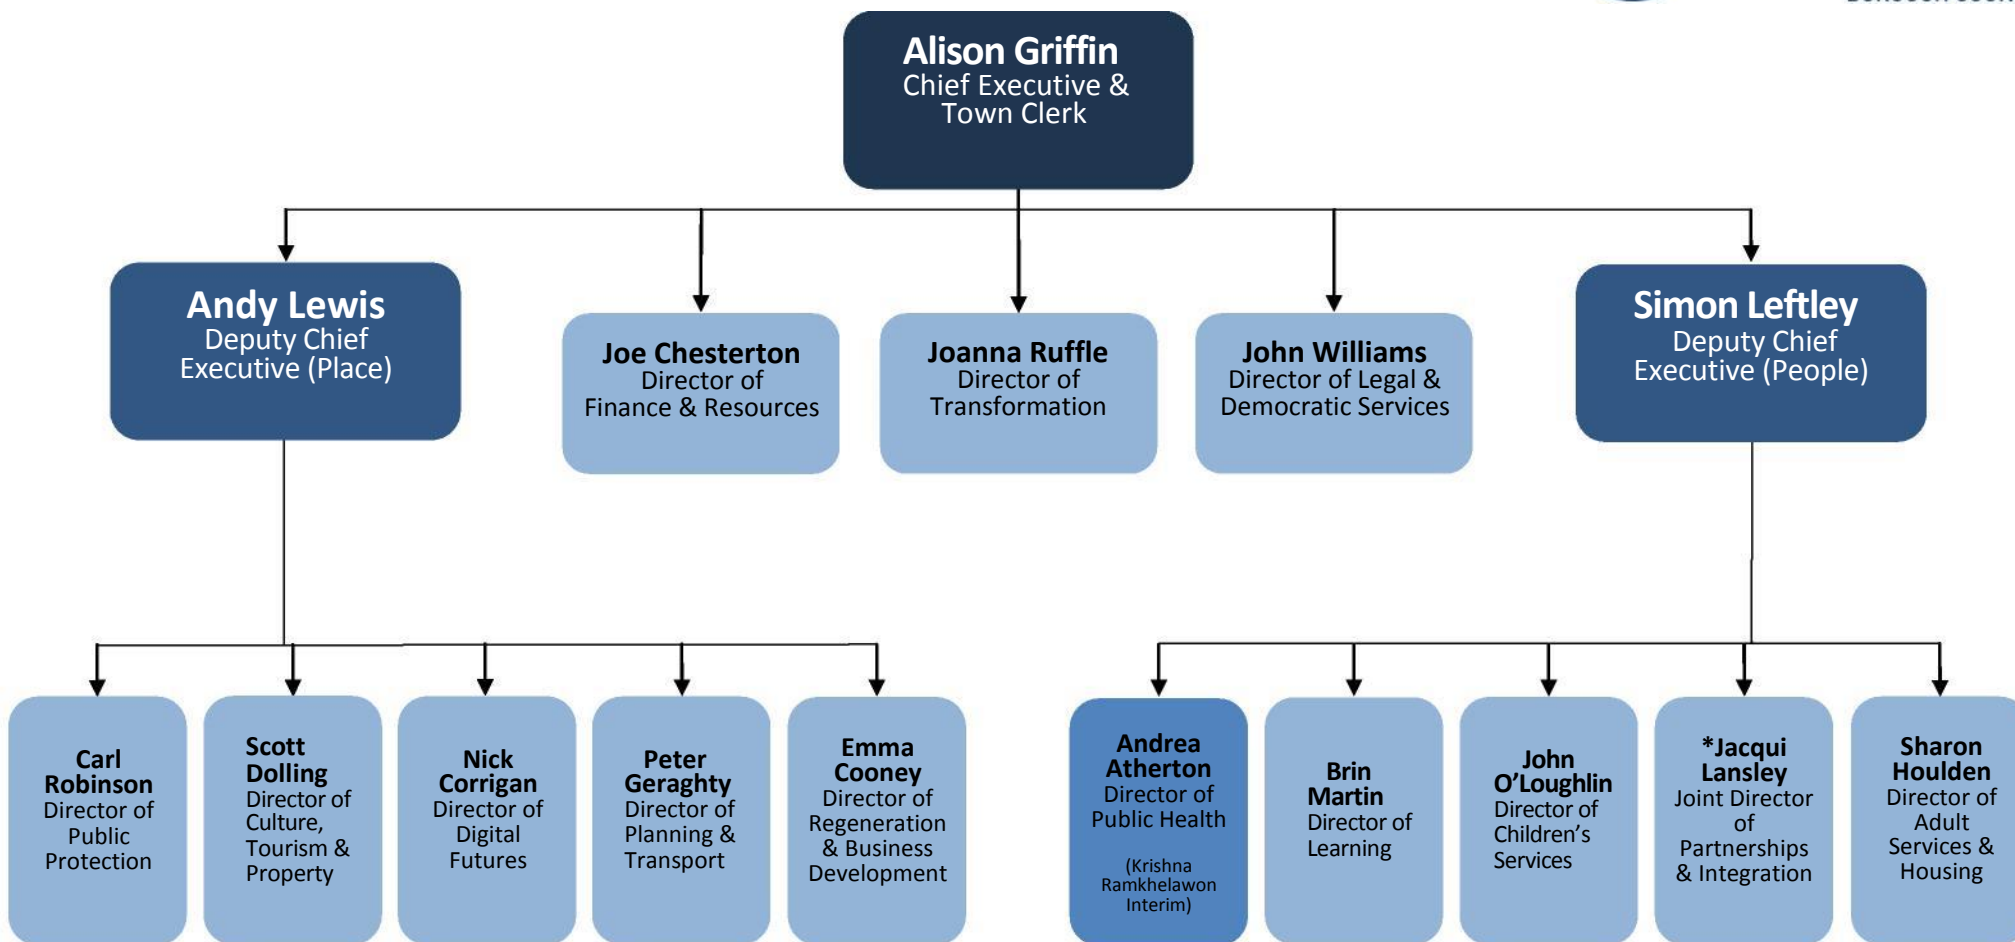 Alison Griffin
Chief Executive &
Town Clerk
Andy Lewis
Deputy Chief
Executive (Place)
Joe Chesterton
Director of
Finance & Resources
Joanna Ruffle
Director of
Transformation
John Williams
Director of Legal &
Democratic Services
Simon Leftley
Deputy Chief
Executive (People)
Carl
Robinson
Director of
Public
Protection
Scott
Dolling
Director of
Culture,
Tourism &
Property
Nick
Corrigan
Director of
Digital
Futures
Peter
Geraghty
Director of
Planning &
Transport
Emma
Cooney
Director of
Regeneration
& Business
Development
Andrea
Atherton
Director of
Public Health
(Krishna
Ramkhelawon
Interim)
Brin
Martin
Director of
Learning
John
O’Loughlin
Director of
Children’s
Services
*Jacqui
Lansley
Joint Director
of
Partnerships
& Integration
Sharon
Houlden
Director of
Adult
Services &
Housing